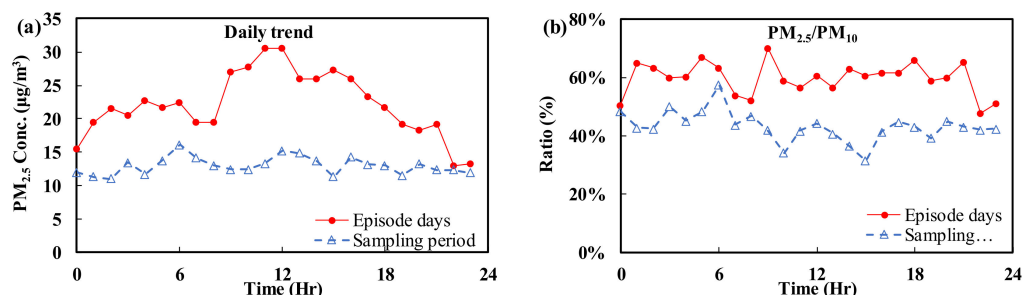 (a)
Daily trend
PM2.5 Conc. (µg/m³)
35
30
25
20
15
10
5
0
Episode days
Sampling period
0 6 12 18 24
Time (Hr)
(b)
PM2.5/PM10
Ratio (%)
80%
60%
40%
20%
0%
Episode days
Sampling…
0 6 12 18 24
Time (Hr)